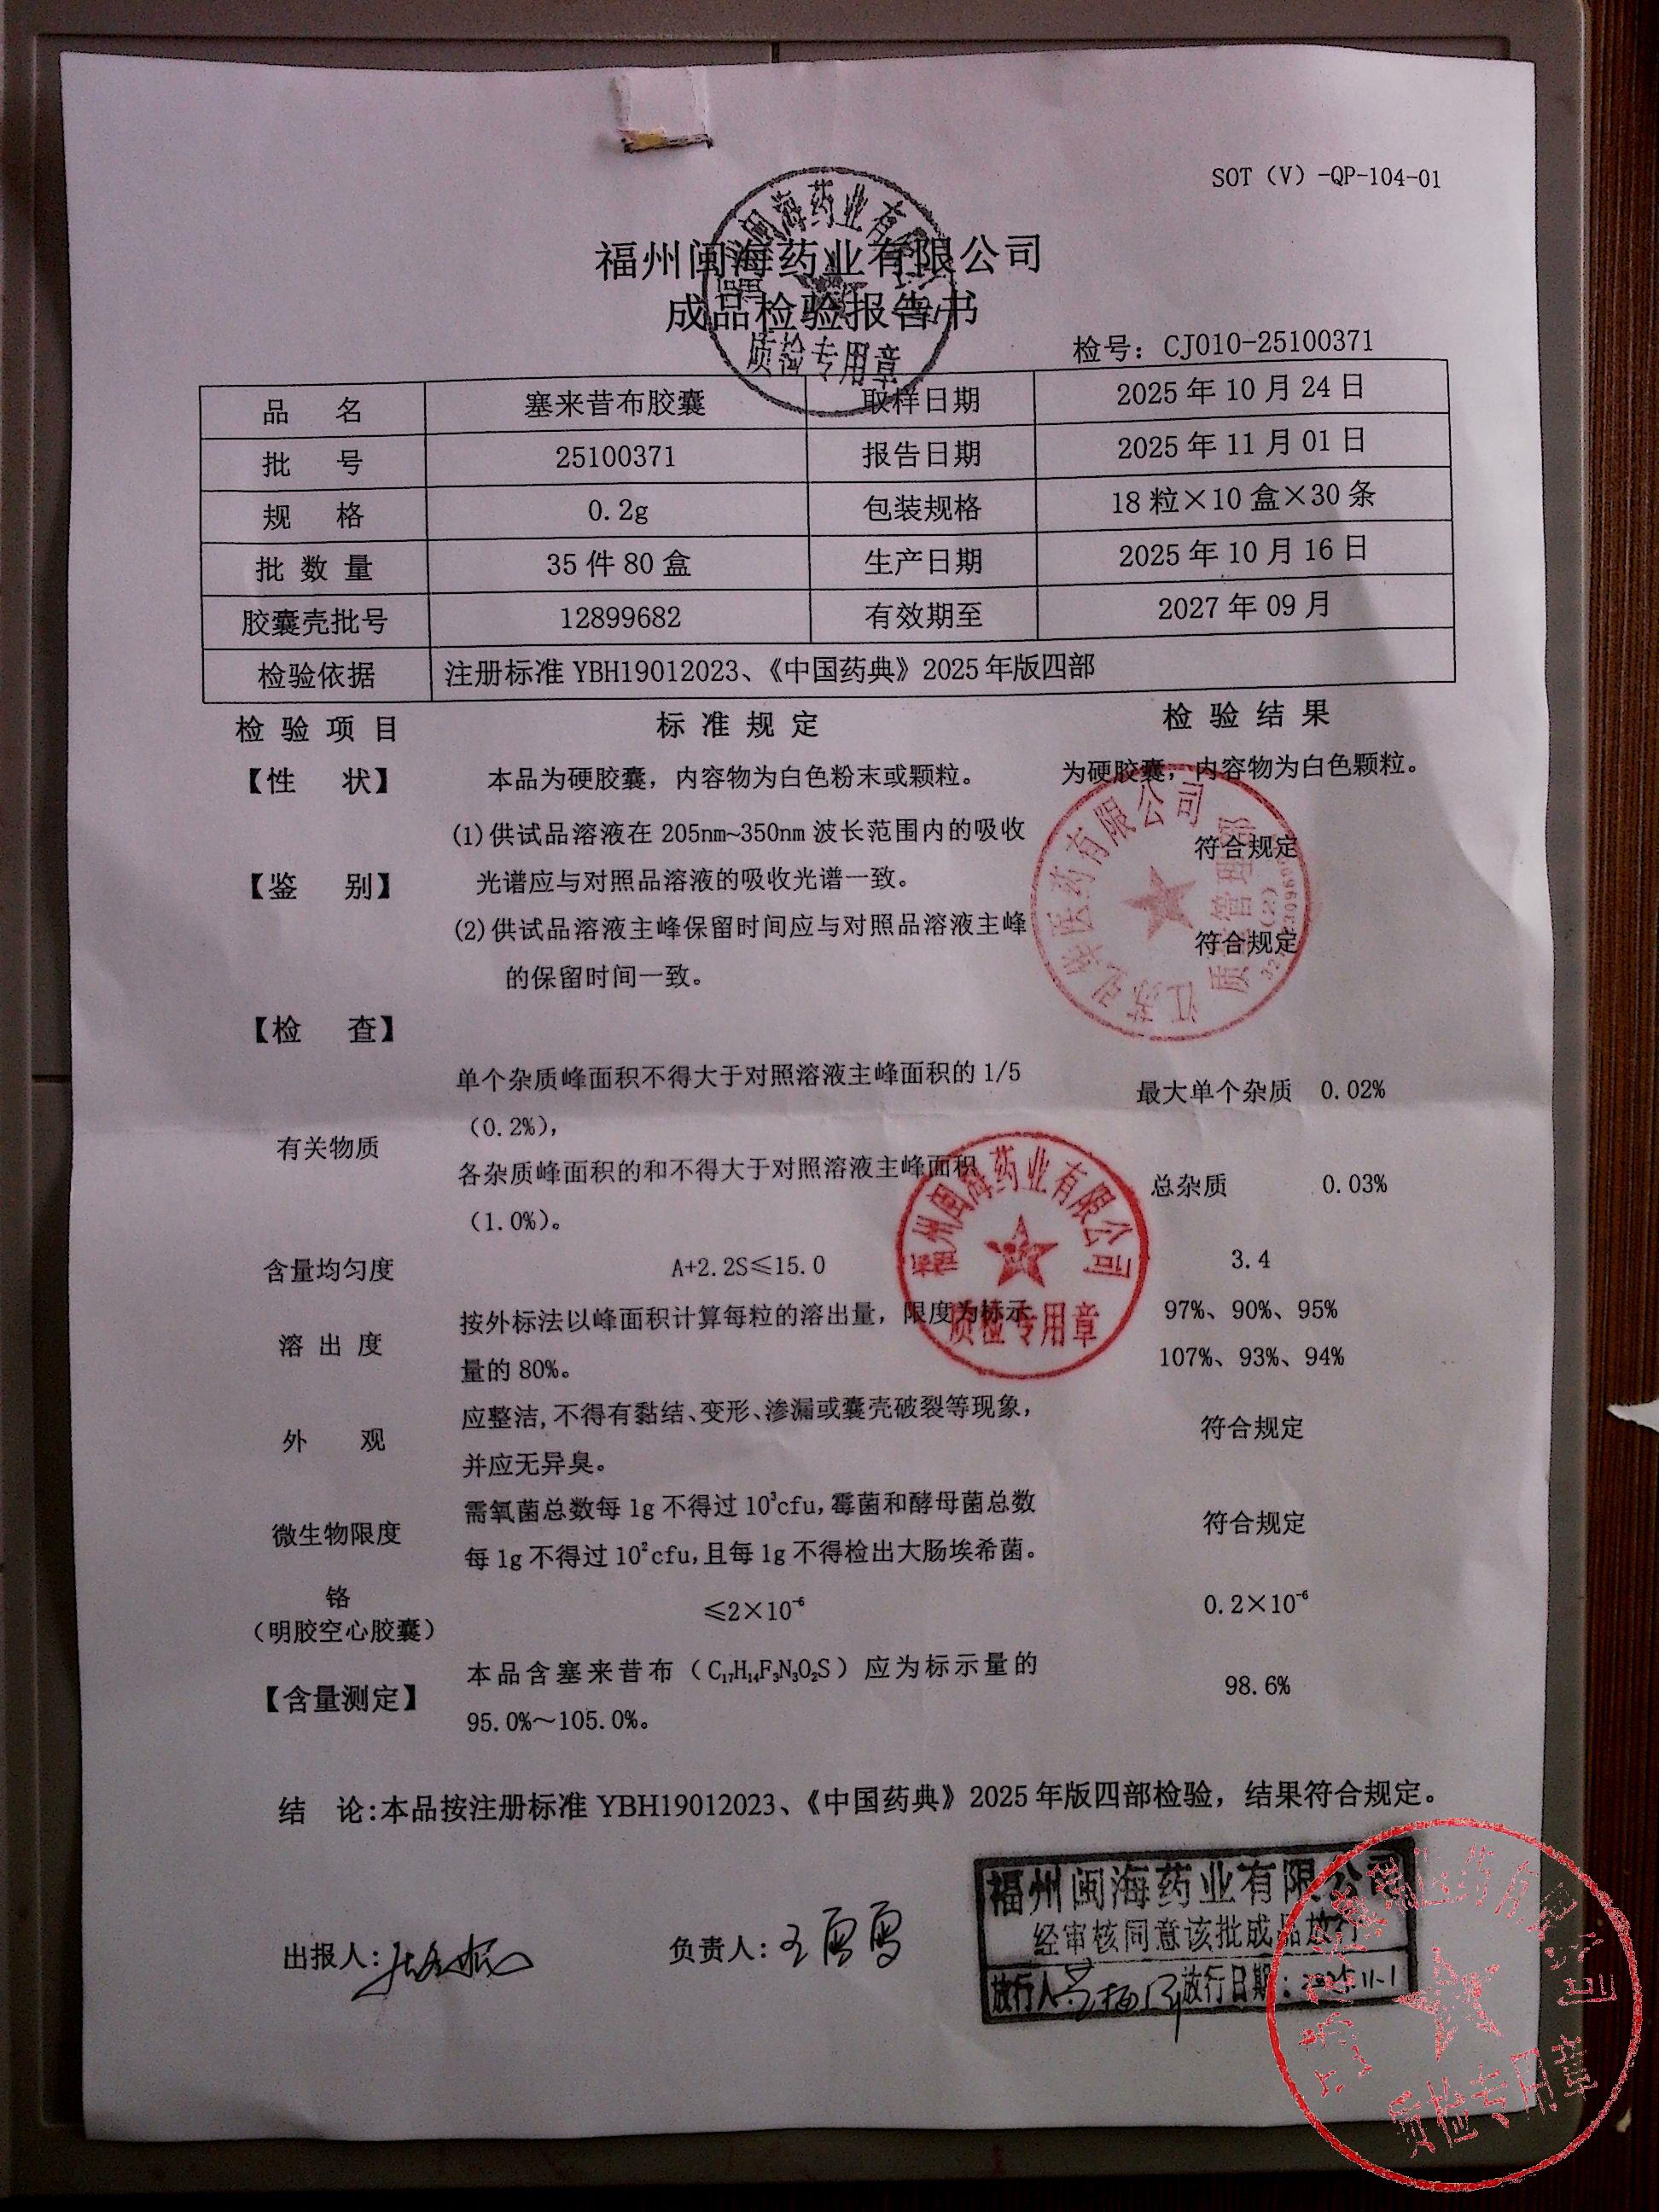 SOT（V）-QP-104-01
福州闽海药业有限公司
成品检验报告书
质检专用章
检号：CJ010-25100371
品 名 塞来昔布胶囊 取样日期 2025年10月24日
批 号 25100371 报告日期 2025年11月01日
规 格 0.2g 包装规格 18粒×10盒×30条
批数量 35件80盒 生产日期 2025年10月16日
胶囊壳批号 12899682 有效期至 2027年09月
检验依据 注册标准YBH19012023、《中国药典》2025年版四部
检验项目 标准规定 检验结果
【性 状】 本品为硬胶囊，内容物为白色粉末或颗粒。 为硬胶囊，内容物为白色颗粒。
(1)供试品溶液在205nm~350nm波长范围内的吸收 符合规定
【鉴 别】 光谱应与对照品溶液的吸收光谱一致。
(2)供试品溶液主峰保留时间应与对照品溶液主峰 符合规定
的保留时间一致。
【检 查】
单个杂质峰面积不得大于对照溶液主峰面积的1/5 最大单个杂质 0.02%
（0.2%），
有关物质
各杂质峰面积的和不得大于对照溶液主峰面积 总杂质 0.03%
（1.0%）。
含量均匀度 A+2.2S≤15.0 3.4
按外标法以峰面积计算每粒的溶出量，限度为标示 97%、90%、95%
溶出度
量的80%。 107%、93%、94%
应整洁，不得有黏结、变形、渗漏或囊壳破裂等现象， 符合规定
外 观
并应无异臭。
需氧菌总数每1g不得过10³cfu，霉菌和酵母菌总数 符合规定
微生物限度
每1g不得过10²cfu，且每1g不得检出大肠埃希菌。
铬
（明胶空心胶囊） ≤2×10⁻⁶ 0.2×10⁻⁶
本品含塞来昔布（C₁₇H₁₄F₃N₃O₂S）应为标示量的 98.6%
【含量测定】
95.0%～105.0%。
结 论：本品按注册标准YBH19012023、《中国药典》2025年版四部检验，结果符合规定。
出报人：
负责人：
福州闽海药业有限公司
经审核同意该批成品放行
放行人 放行日期：2025.11-1
福州闽海药业有限公司
质检专用章
医药有限公司
质检专用章